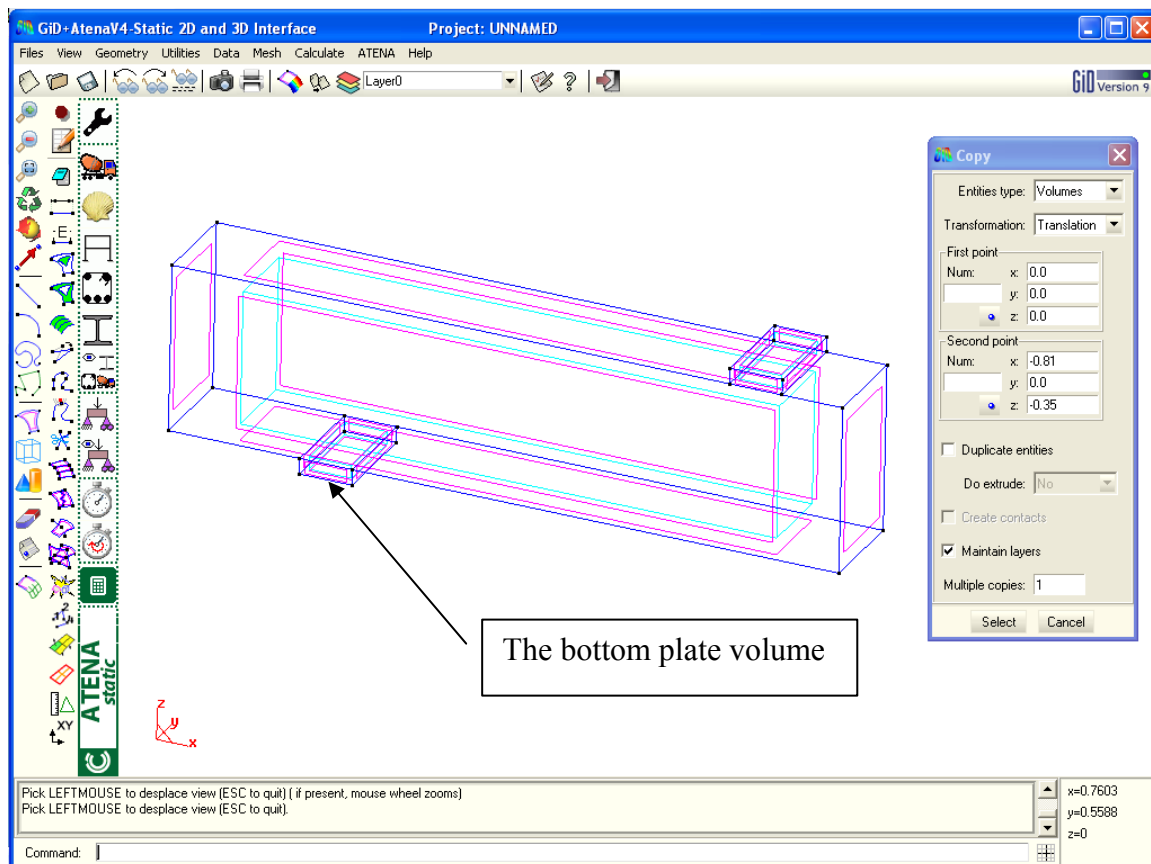 GiD+AtenaV4-Static 2D and 3D Interface Project: UNNAMED
Files View Geometry Utilities Data Mesh Calculate ATENA Help
Layer0
GiD Version 9
Copy
Entities type: Volumes
Transformation: Translation
First point
Num: x: 0.0
y: 0.0
z: 0.0
Second point
Num: x: -0.81
y: 0.0
z: -0.35
Duplicate entities
Do extrude: No
Create contacts
Maintain layers
Multiple copies: 1
Select Cancel
The bottom plate volume
z
y
x
E
XY
ATENA
static
Pick LEFTMOUSE to desplace view (ESC to quit) ( if present, mouse wheel zooms)
Pick LEFTMOUSE to desplace view (ESC to quit).
Command:
x=0.7603
y=0.5588
z=0